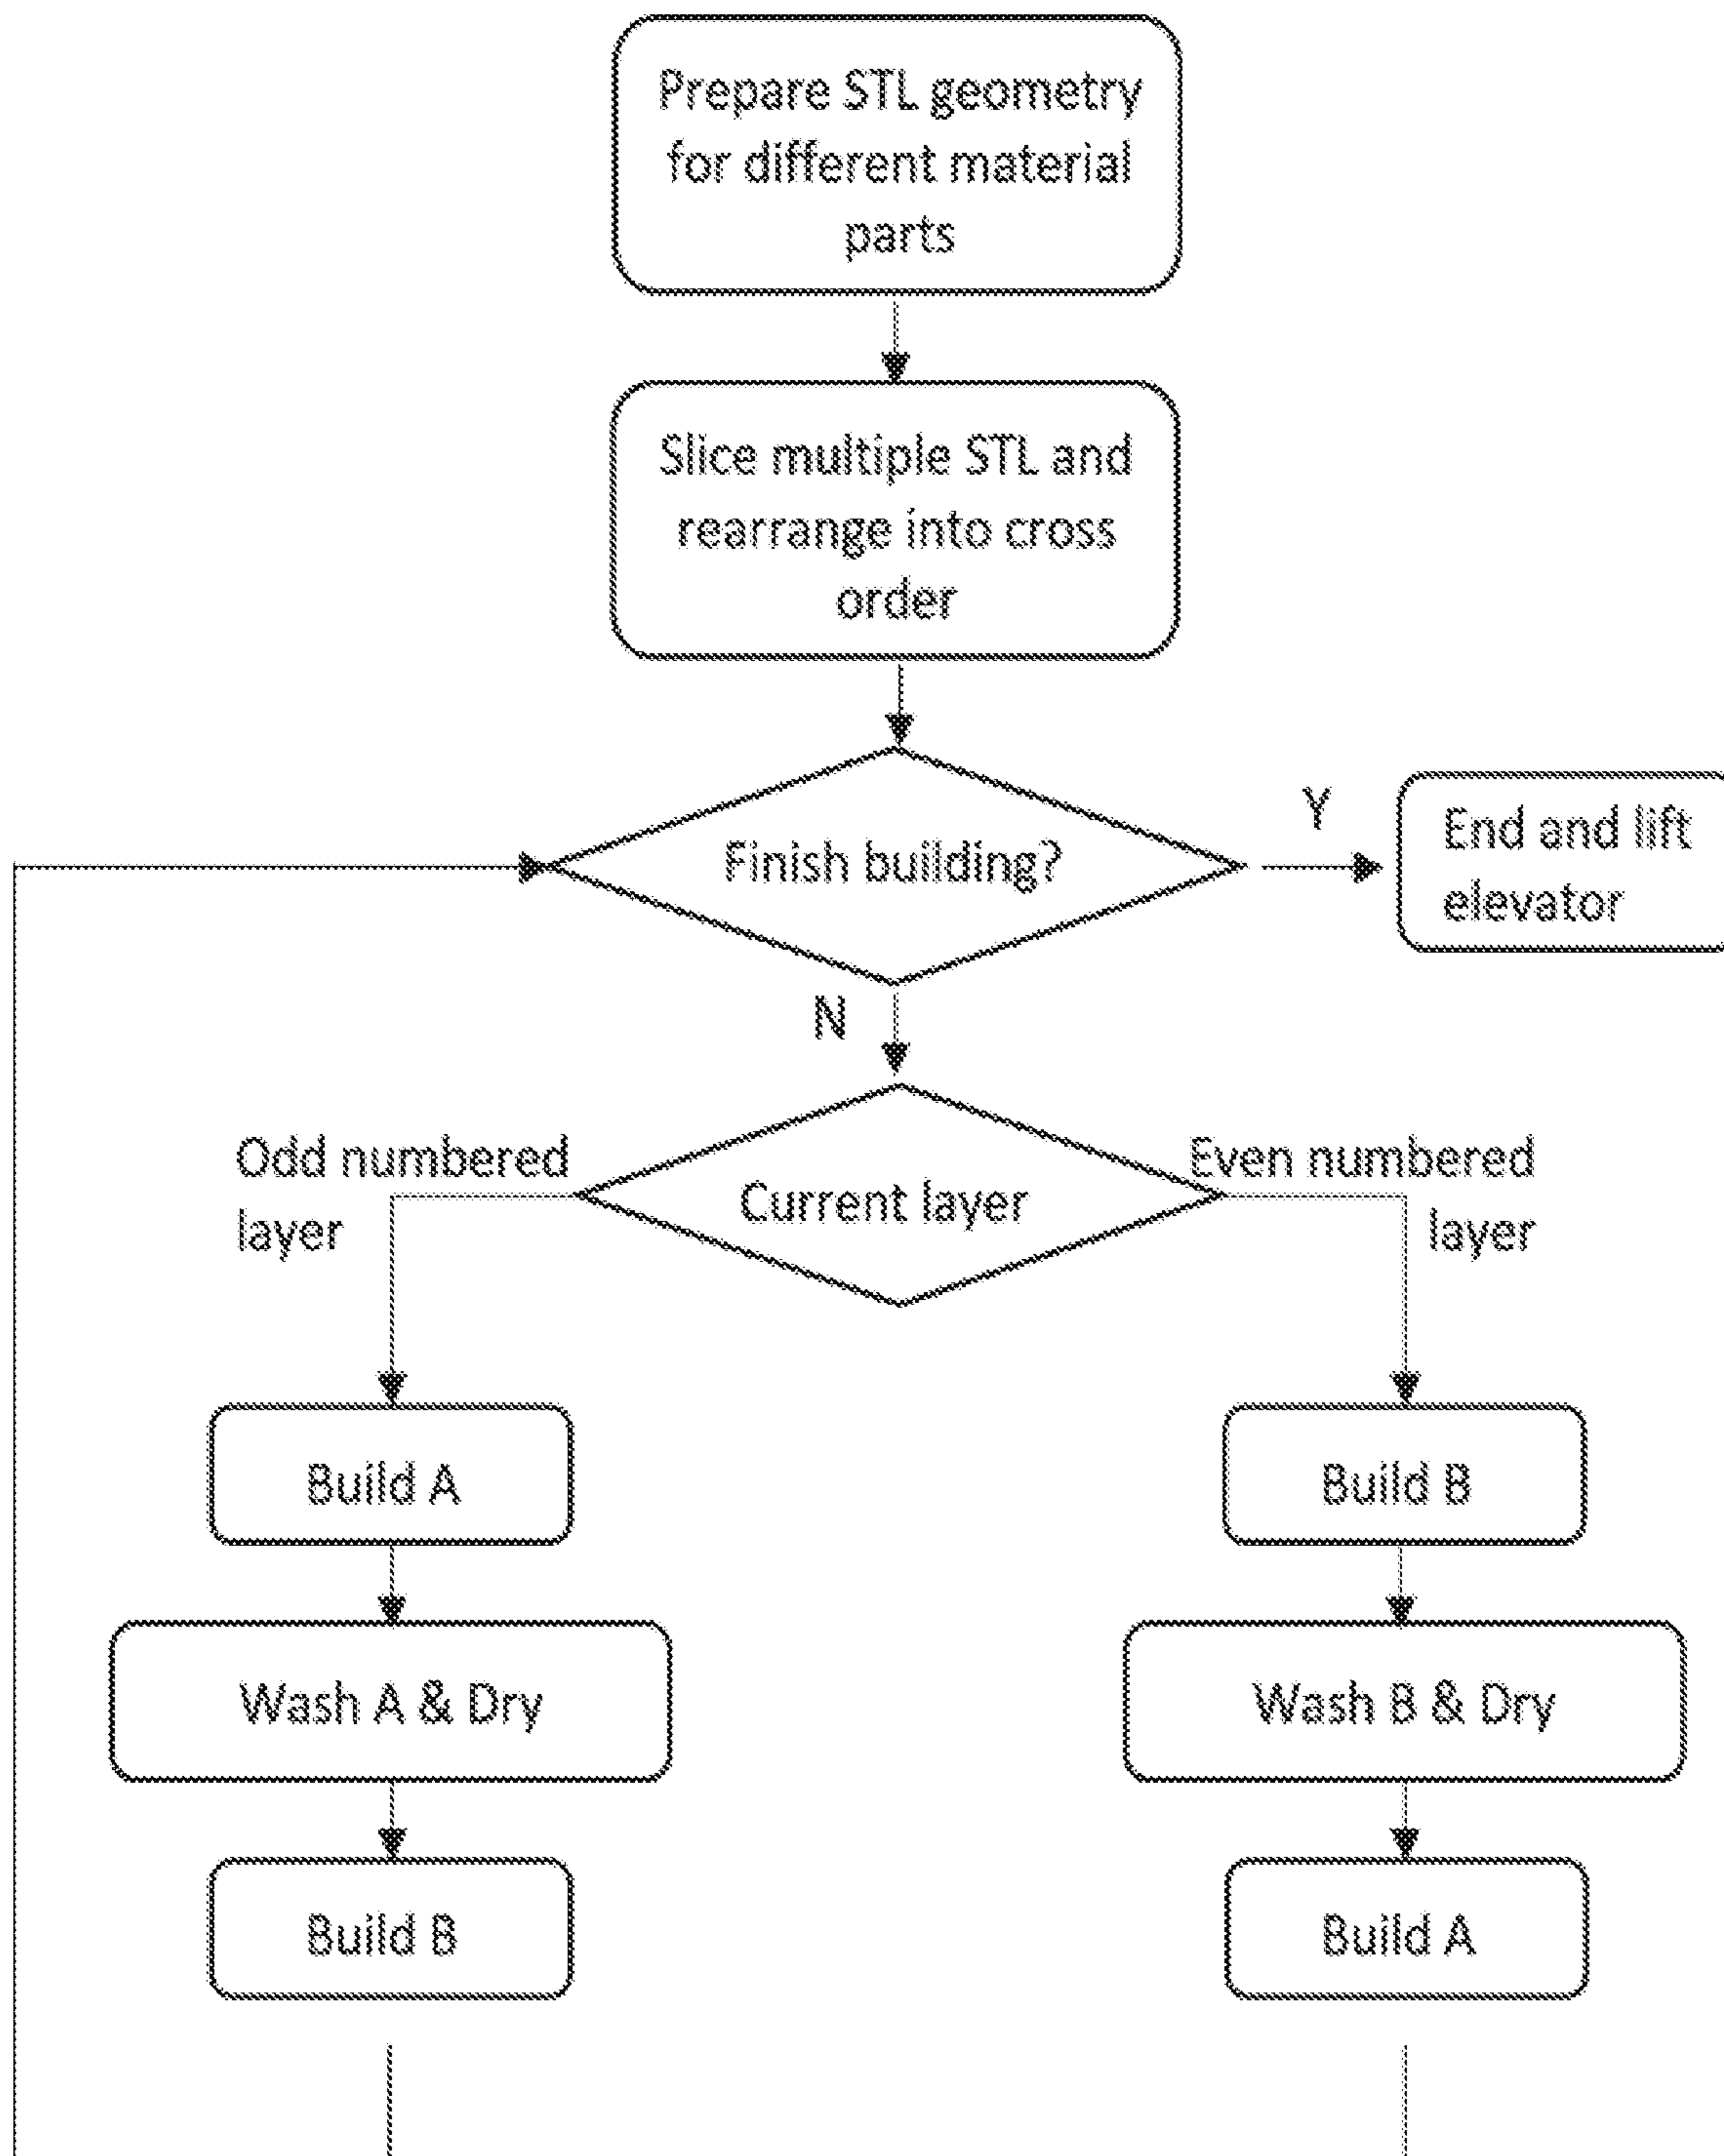 Prepare STL geometry
for different material
parts
Slice multiple STL and
rearrange into cross
order
Finish building?
Y
End and lift
elevator
N
Odd numbered
layer
Current layer
Even numbered
layer
Build A
Build B
Wash A & Dry
Wash B & Dry
Build B
Build A